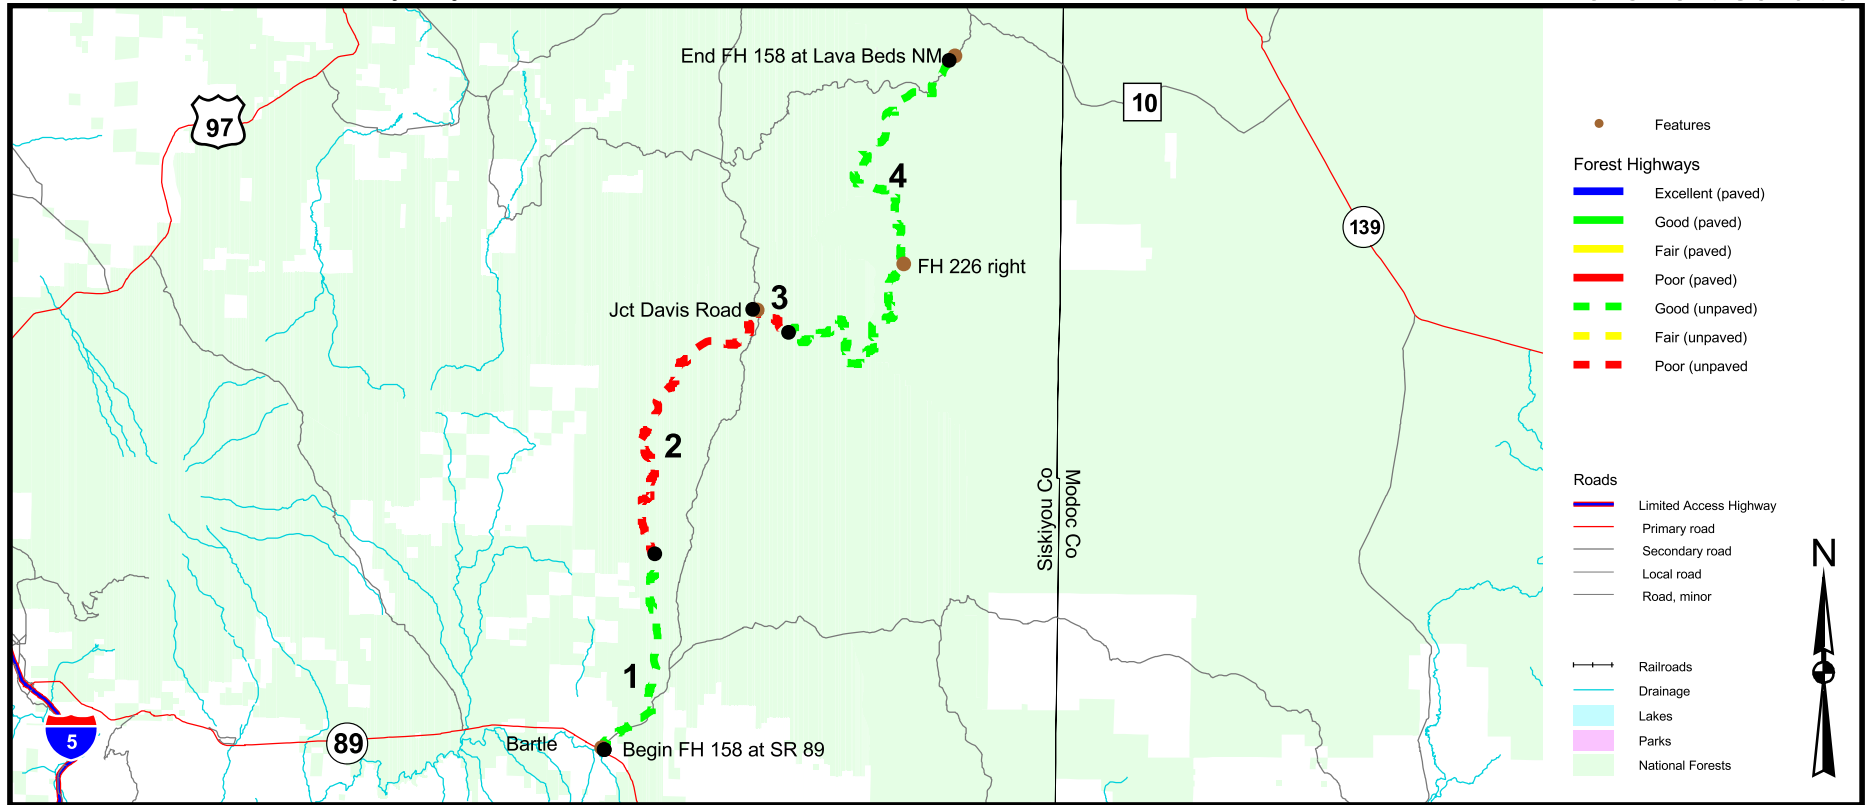 End FH 158 at Lava Beds NM
97
10
4
139
FH 226 right
Jct Davis Road
3
2
Siskiyou Co
Modoc Co
1
5
89
Bartle
Begin FH 158 at SR 89
Features
Forest Highways
Excellent (paved)
Good (paved)
Fair (paved)
Poor (paved)
Good (unpaved)
Fair (unpaved)
Poor (unpaved
Roads
Limited Access Highway
Primary road
Secondary road
Local road
Road, minor
Railroads
Drainage
Lakes
Parks
National Forests
N